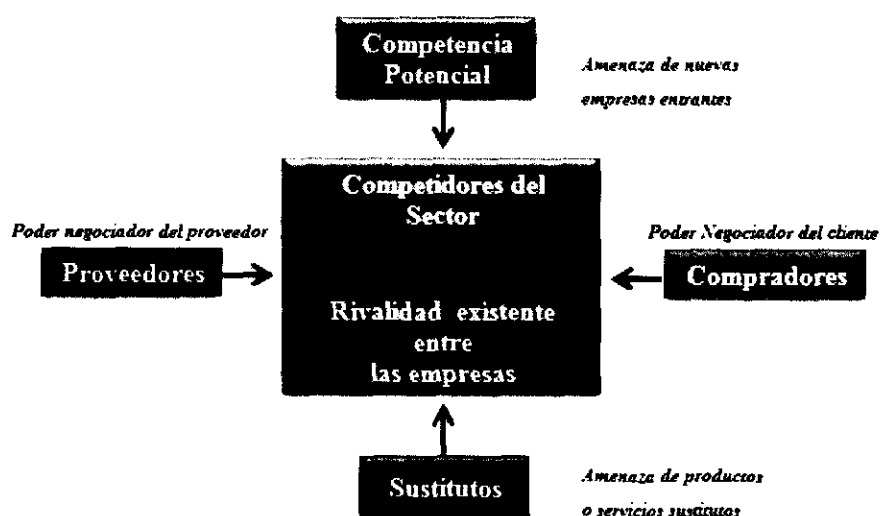 Competencia
Potencial
Amenaza de nuevas
empresas entrantes
Competidores del
Sector
Poder negociador del proveedor
Proveedores
Poder Negociador del cliente
Compradores
Rivalidad existente
entre
las empresas
Sustitutos
Amenaza de productos
o servicios sustitutos